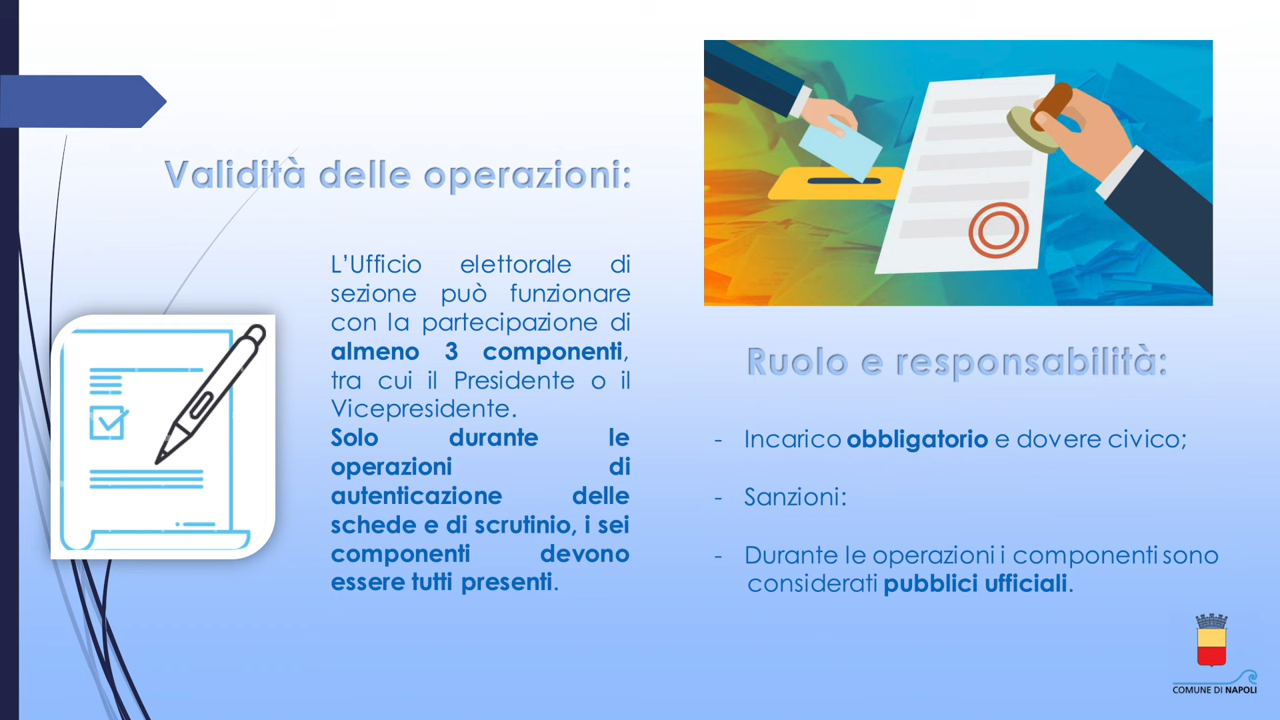 Validità delle operazioni:
L’Ufficio elettorale di
sezione può funzionare
con la partecipazione di
almeno 3 componenti,
tra cui il Presidente o il
Vicepresidente.
Solo durante le
operazioni di
autenticazione delle
schede e di scrutinio, i sei
componenti devono
essere tutti presenti.
Ruolo e responsabilità:
- Incarico obbligatorio e dovere civico;
- Sanzioni:
- Durante le operazioni i componenti sono
considerati pubblici ufficiali.
COMUNE DI NAPOLI